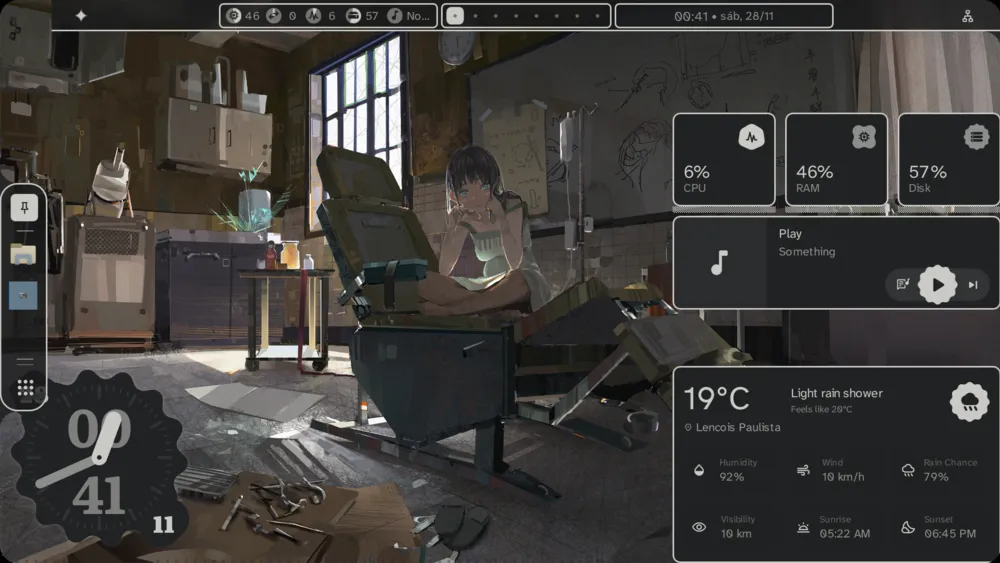 46 0 6 57 No...
00:41 • sáb, 28/11
6%
CPU
46%
RAM
57%
Disk
Play
Something
19°C
Light rain shower
Feels like 20°C
Lencois Paulista
Humidity
92%
Wind
10 km/h
Rain Chance
79%
Visibility
10 km
Sunrise
05:22 AM
Sunset
06:45 PM
00
41
11